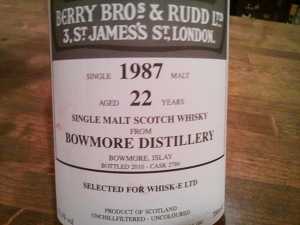 BERRY BROS & RUDD LTD
3, ST JAMES'S ST, LONDON.
SINGLE 1987 MALT
AGED 22 YEARS
SINGLE MALT SCOTCH WHISKY
FROM
BOWMORE DISTILLERY
BOWMORE, ISLAY
BOTTLED 2010 - CASK
SELECTED FOR WHISK-E LTD
PRODUCT OF SCOTLAND
UNCHILLFILTERED - UNCOLOURED